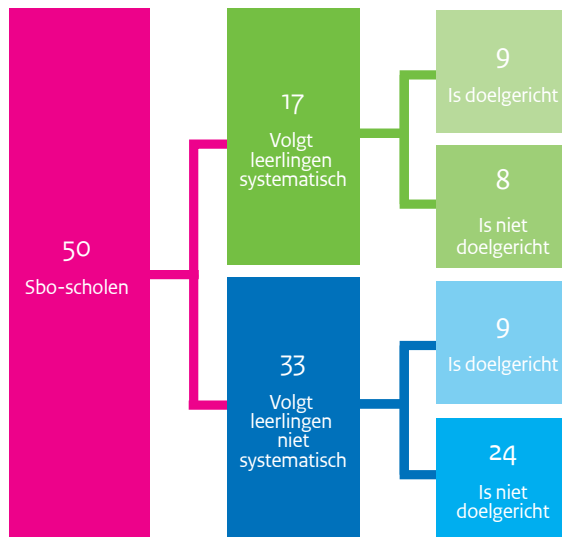 50
Sbo-scholen
17
Volgt
leerlingen
systematisch
9
Is doelgericht
8
Is niet
doelgericht
33
Volgt
leerlingen
niet
systematisch
9
Is doelgericht
24
Is niet
doelgericht